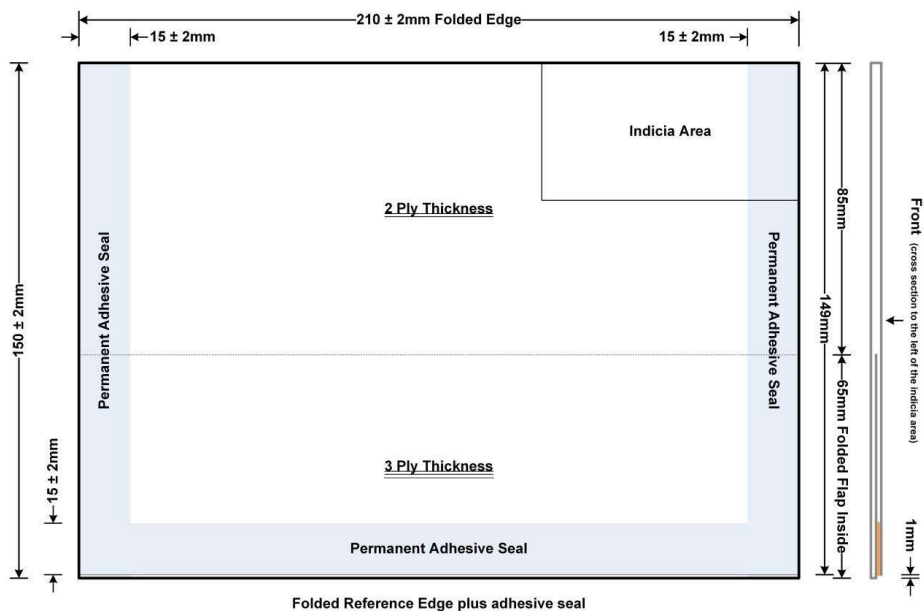 210 ± 2mm Folded Edge
15 ± 2mm
15 ± 2mm
Indicia Area
2 Ply Thickness
Permanent Adhesive Seal
Permanent Adhesive Seal
150 ± 2mm
85mm
149mm
Front (cross section to the left of the indicia area)
65mm Folded Flap Inside
3 Ply Thickness
15 ± 2mm
1mm
Permanent Adhesive Seal
Folded Reference Edge plus adhesive seal